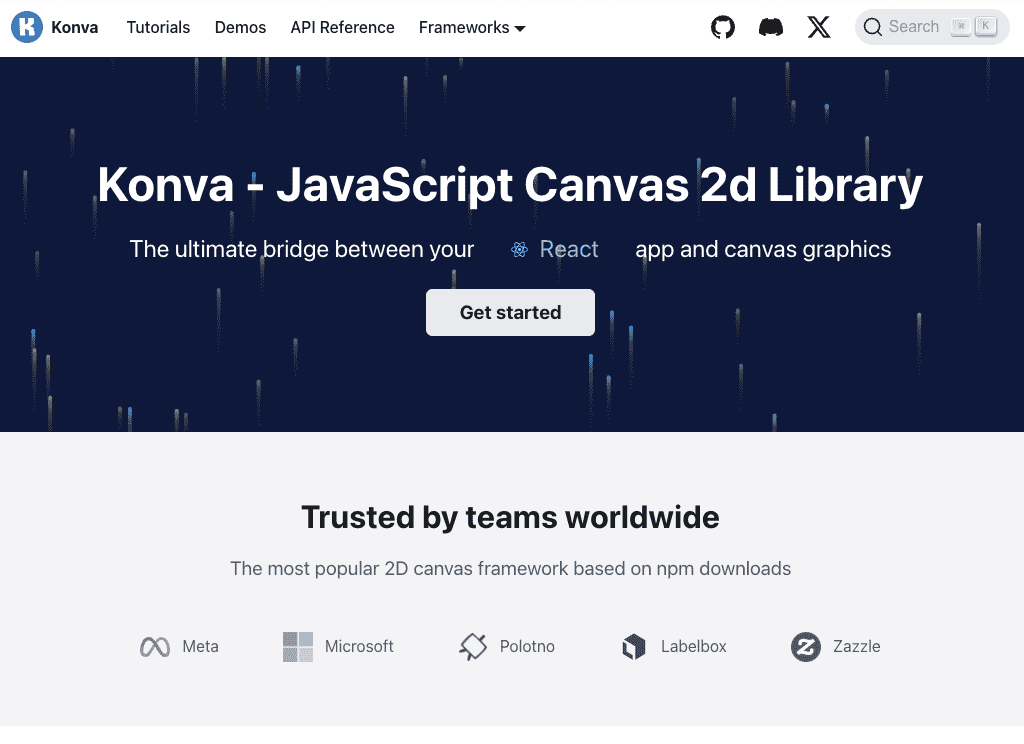 Konva Tutorials Demos API Reference Frameworks Search ⌘ K
Konva - JavaScript Canvas 2d Library
The ultimate bridge between your React app and canvas graphics
Get started
Trusted by teams worldwide
The most popular 2D canvas framework based on npm downloads
Meta Microsoft Polotno Labelbox Zazzle